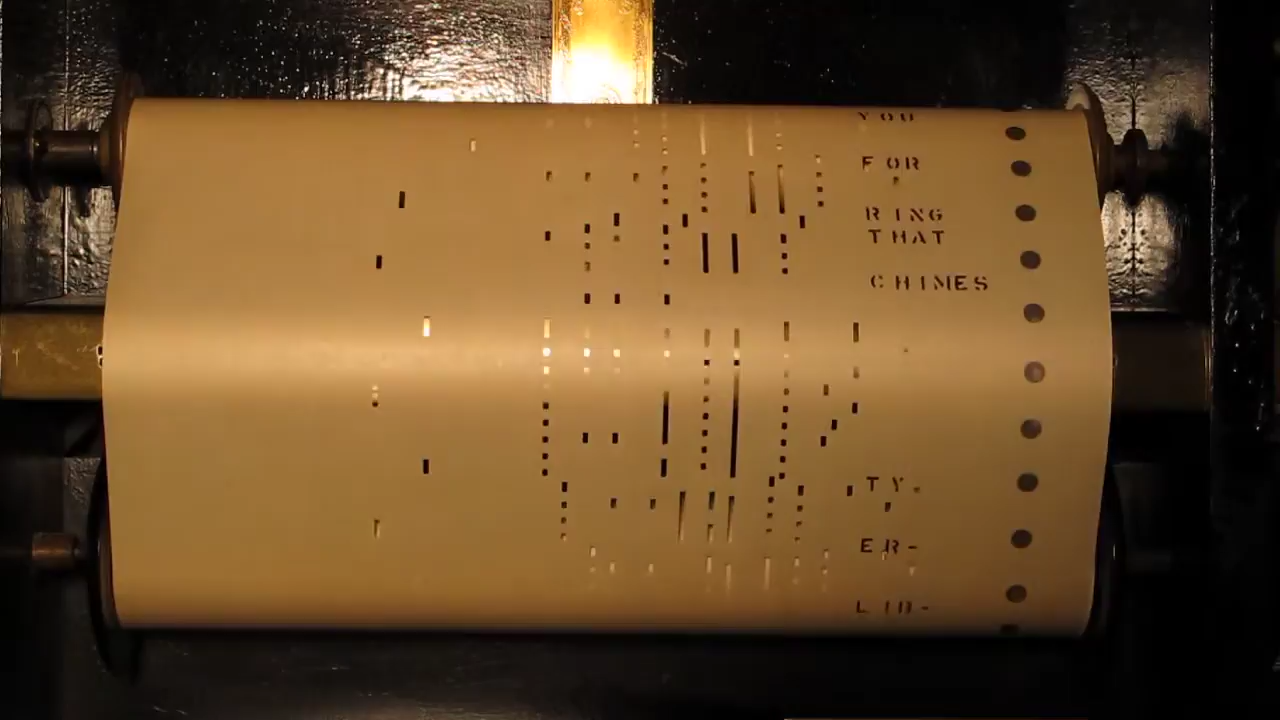 YOU
FOR
RING
THAT
CHIMES
TY.
ER-
LIB-